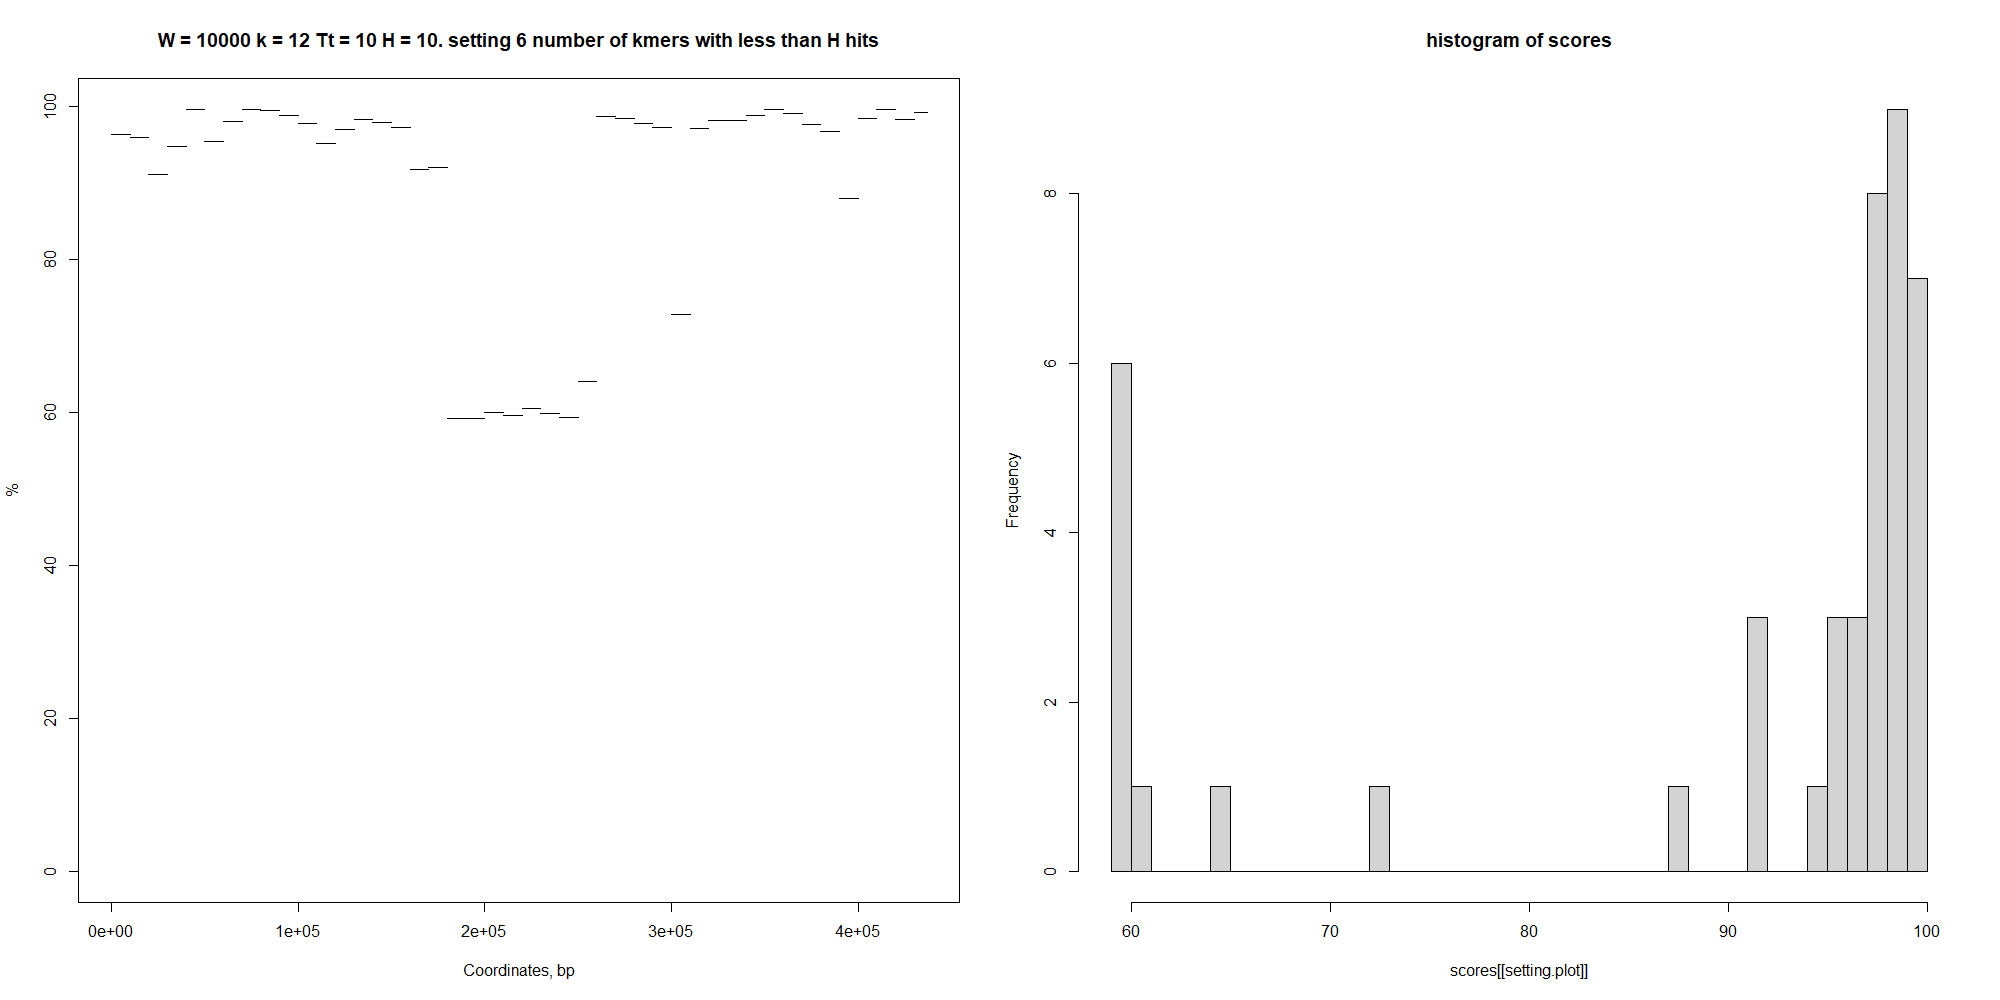 W = 10000 k = 12 Tt = 10 H = 10. setting 6 number of kmers with less than H hits
%
100
80
60
40
20
0
0e+00 1e+05 2e+05 3e+05 4e+05
Coordinates, bp
histogram of scores
Frequency
8
6
4
2
0
60 70 80 90 100
scores[[setting.plot]]